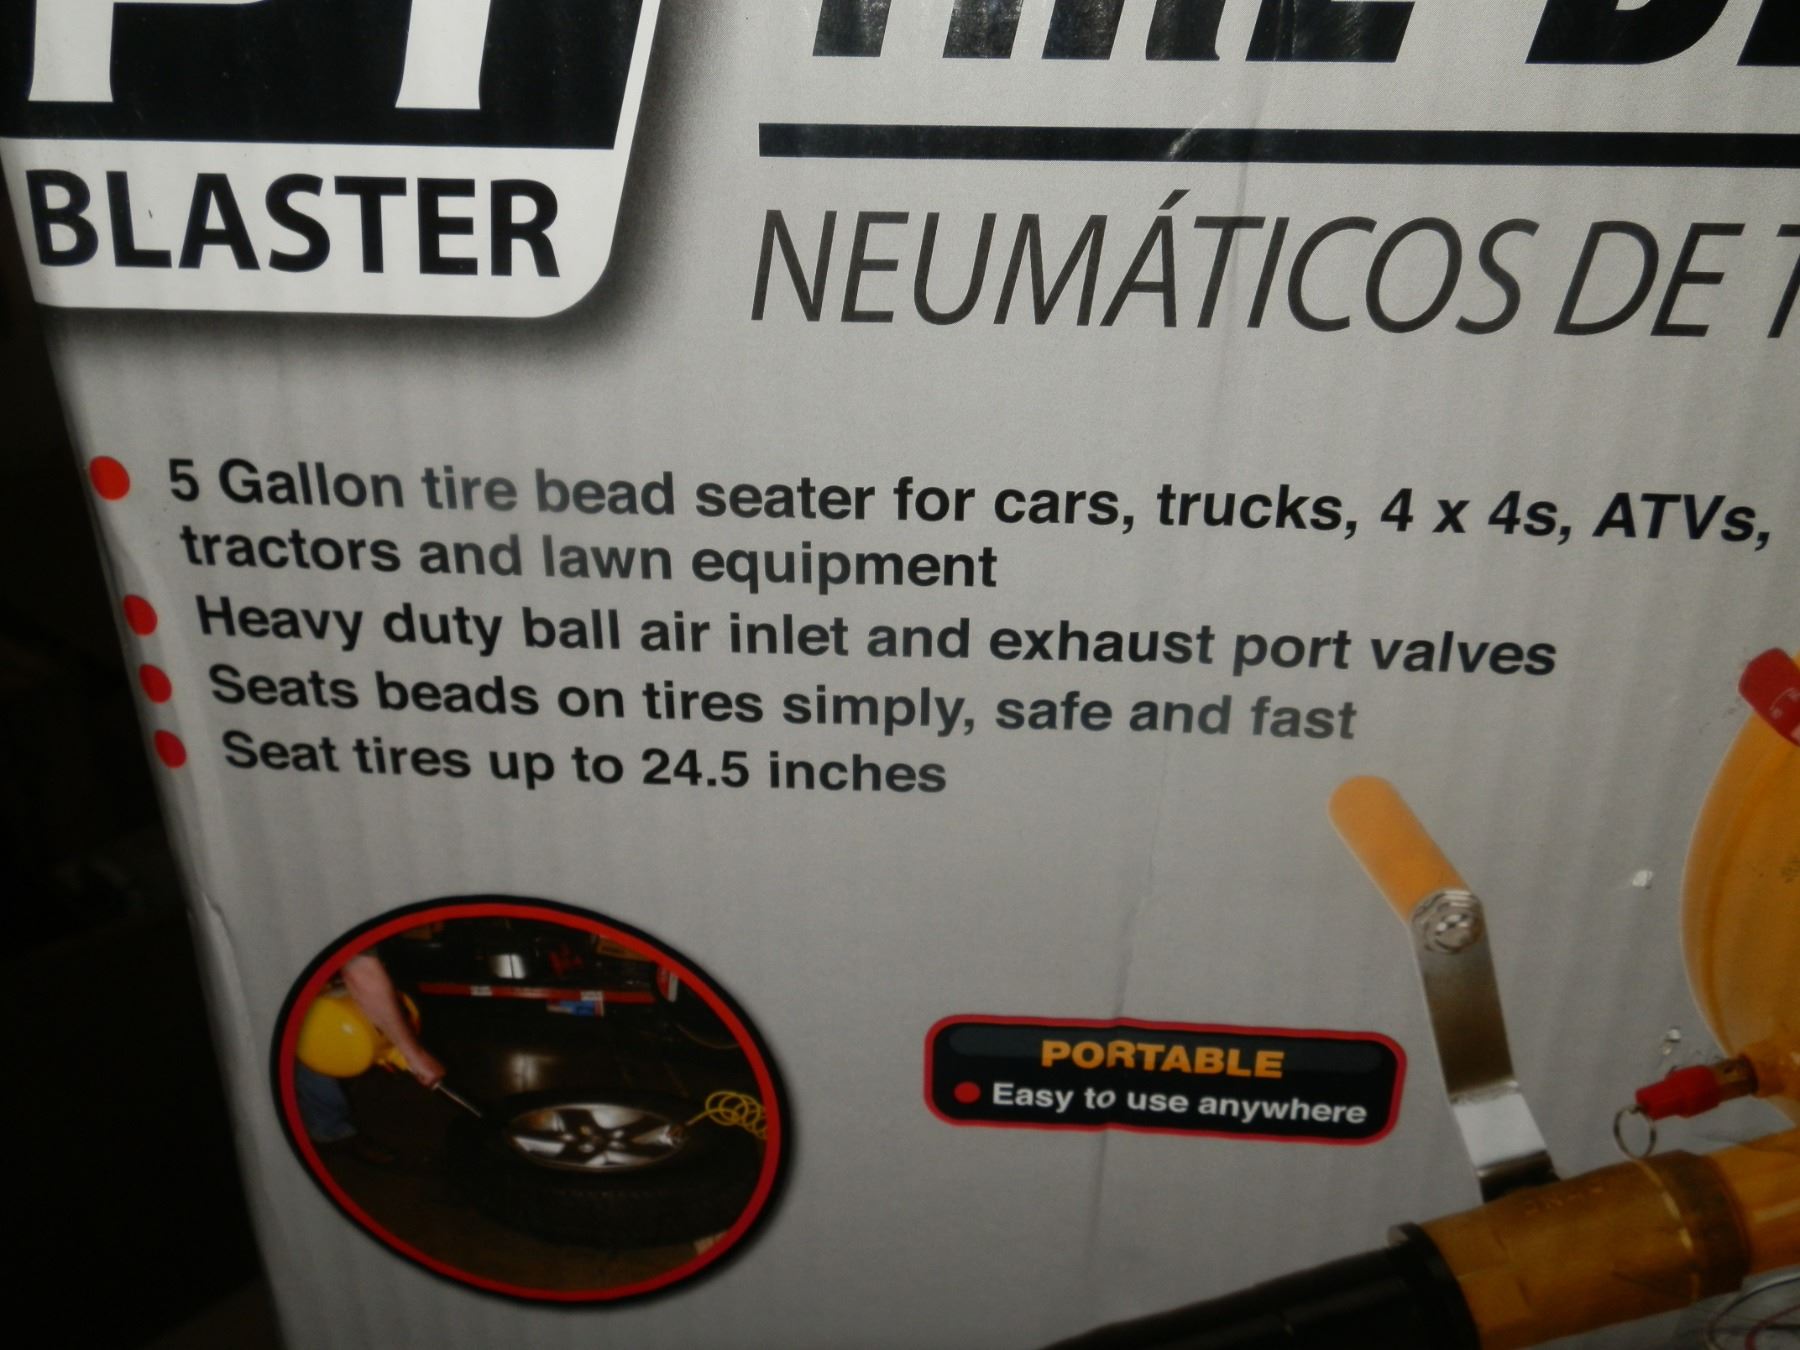 TIRE
BLASTER
NEUMÁTICOS DE
5 Gallon tire bead seater for cars, trucks, 4 x 4s, ATVs,
tractors and lawn equipment
Heavy duty ball air inlet and exhaust port valves
Seats beads on tires simply, safe and fast
Seat tires up to 24.5 inches
PORTABLE
Easy to use anywhere